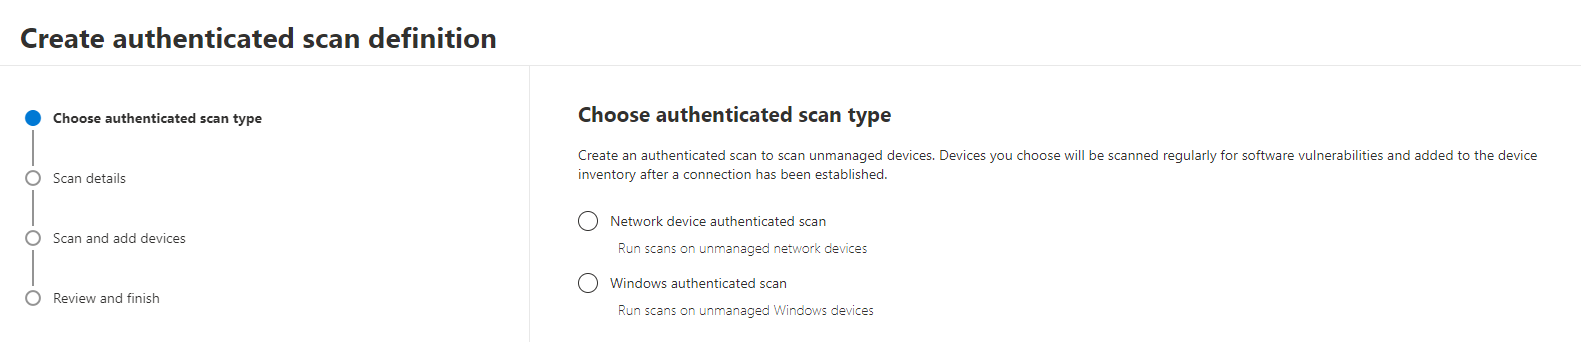 Create authenticated scan definition
Choose authenticated scan type
Scan details
Scan and add devices
Review and finish
Choose authenticated scan type
Create an authenticated scan to scan unmanaged devices. Devices you choose will be scanned regularly for software vulnerabilities and added to the device
inventory after a connection has been established.
Network device authenticated scan
Run scans on unmanaged network devices
Windows authenticated scan
Run scans on unmanaged Windows devices